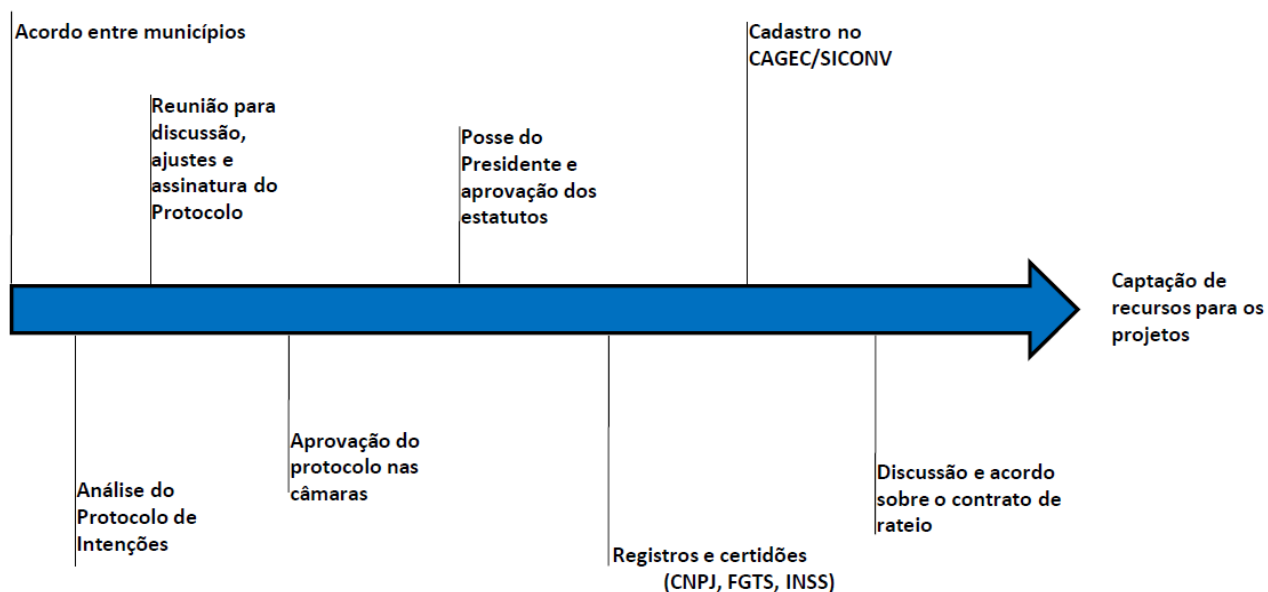 Acordo entre municípios
Cadastro no
CAGEC/SICONV
Reunião para
discussão,
ajustes e
assinatura do
Protocolo
Posse do
Presidente e
aprovação dos
estatutos
Captação de
recursos para os
projetos
Análise do
Protocolo de
Intenções
Aprovação do
protocolo nas
câmaras
Registros e certidões
(CNPJ, FGTS, INSS)
Discussão e acordo
sobre o contrato de
rateio